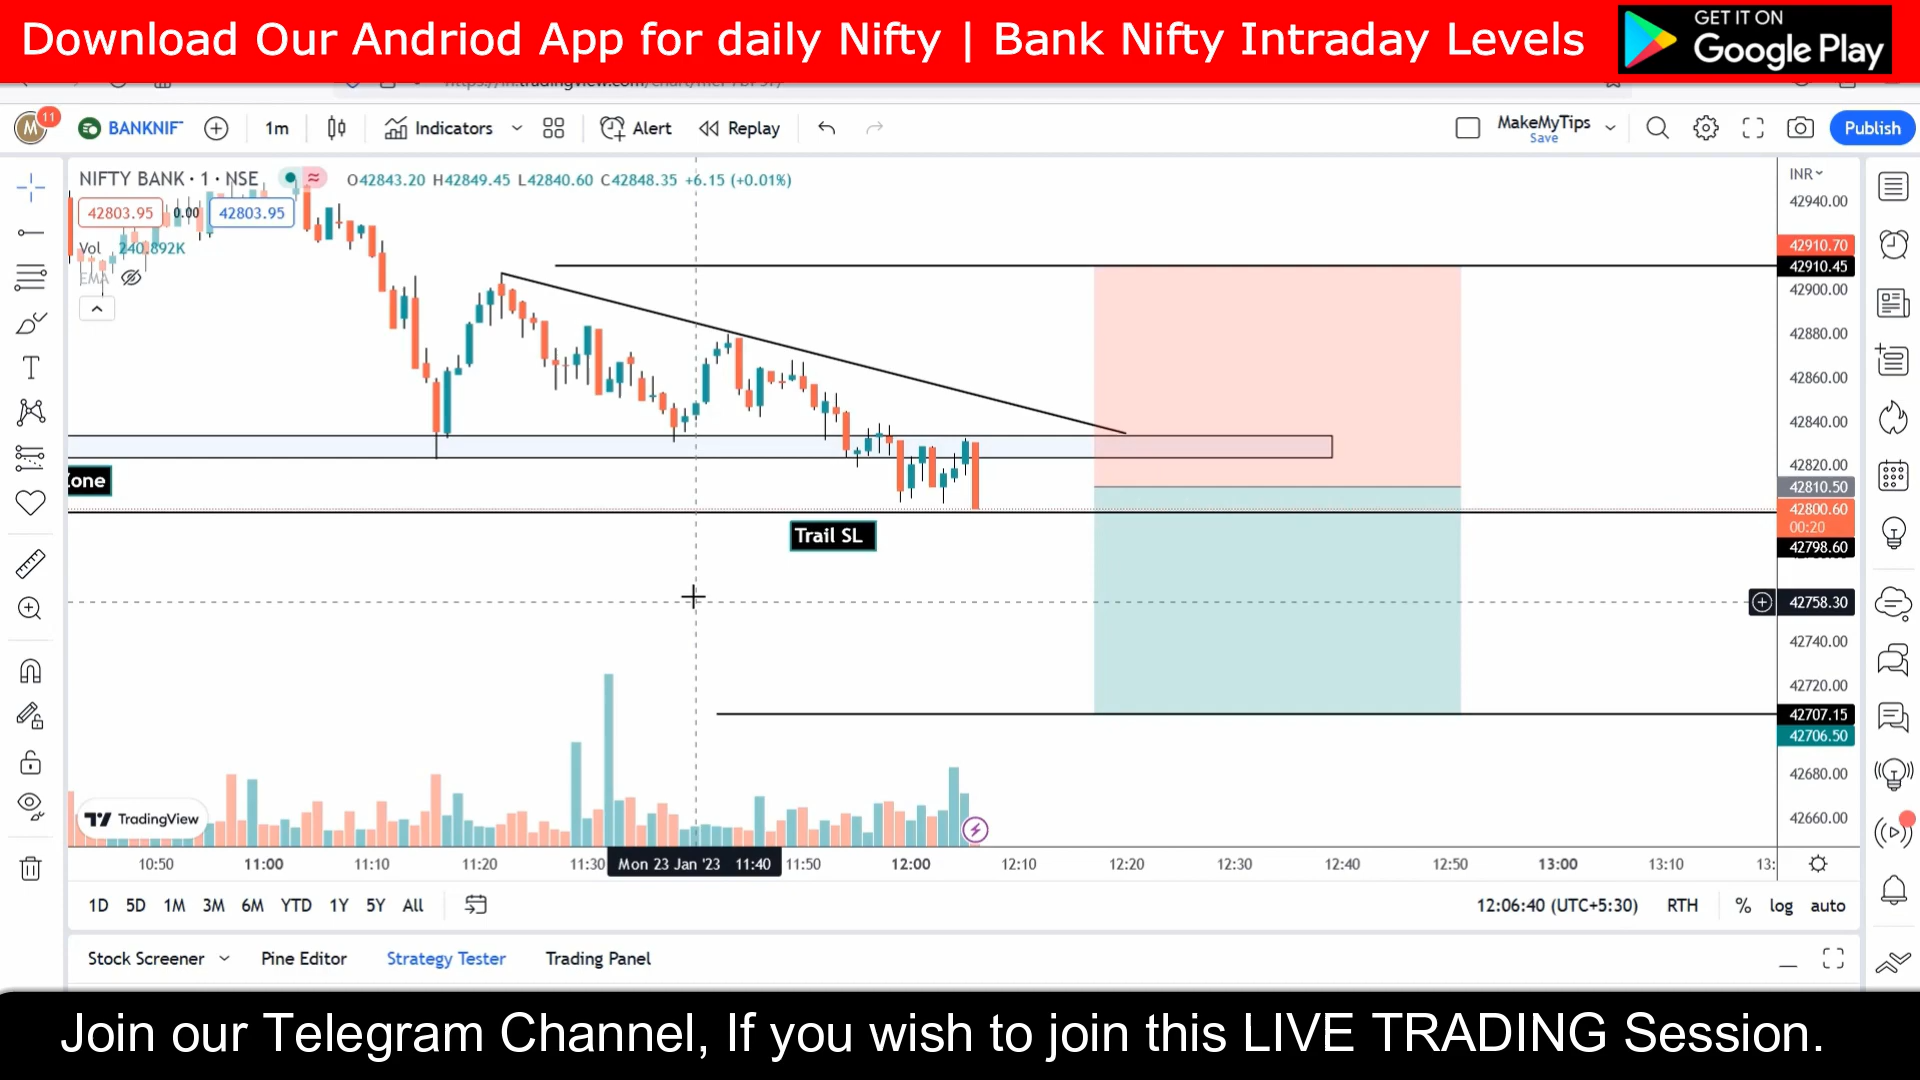 Download Our Andriod App for daily Nifty | Bank Nifty Intraday Levels
GET IT ON
Google Play
M
11
BANKNIF
1m
Indicators
Alert
Replay
MakeMyTips
Save
Publish
NIFTY BANK · 1 · NSE
O42843.20 H42849.45 L42840.60 C42848.35 +6.15 (+0.01%)
42803.95 0.00 42803.95
Vol 240.892K
EMA
INR
42940.00
42910.70
42910.45
42900.00
42880.00
42860.00
42840.00
42820.00
42810.50
42800.60
00:20
42798.60
42758.30
42740.00
42720.00
42707.15
42706.50
42680.00
42660.00
one
Trail SL
TradingView
10:50 11:00 11:10 11:20 11:30 Mon 23 Jan '23 11:40 11:50 12:00 12:10 12:20 12:30 12:40 12:50 13:00 13:10 13:
1D 5D 1M 3M 6M YTD 1Y 5Y All
12:06:40 (UTC+5:30) RTH % log auto
Stock Screener Pine Editor Strategy Tester Trading Panel
Join our Telegram Channel, If you wish to join this LIVE TRADING Session.